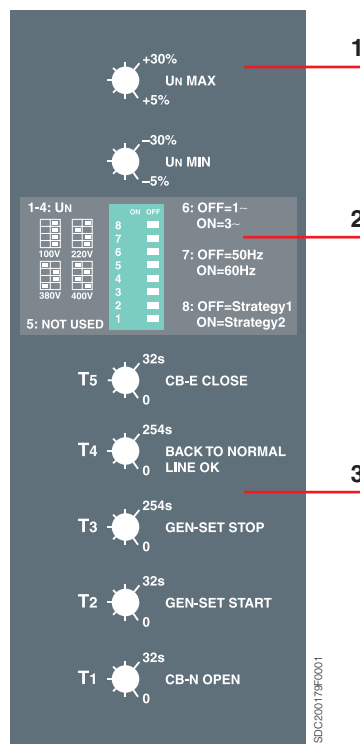 +30%
UN MAX
+5%
1
–30%
UN MIN
–5%
1-4: UN
100V 220V
380V 400V
5: NOT USED
ON OFF
8
7
6
5
4
3
2
1
6: OFF=1~
ON=3~
7: OFF=50Hz
ON=60Hz
8: OFF=Strategy1
ON=Strategy2
2
32s
T5 CB-E CLOSE
0
254s
T4 BACK TO NORMAL
LINE OK
0
3
254s
T3 GEN-SET STOP
0
32s
T2 GEN-SET START
0
32s
T1 CB-N OPEN
0
SDC200179F0001